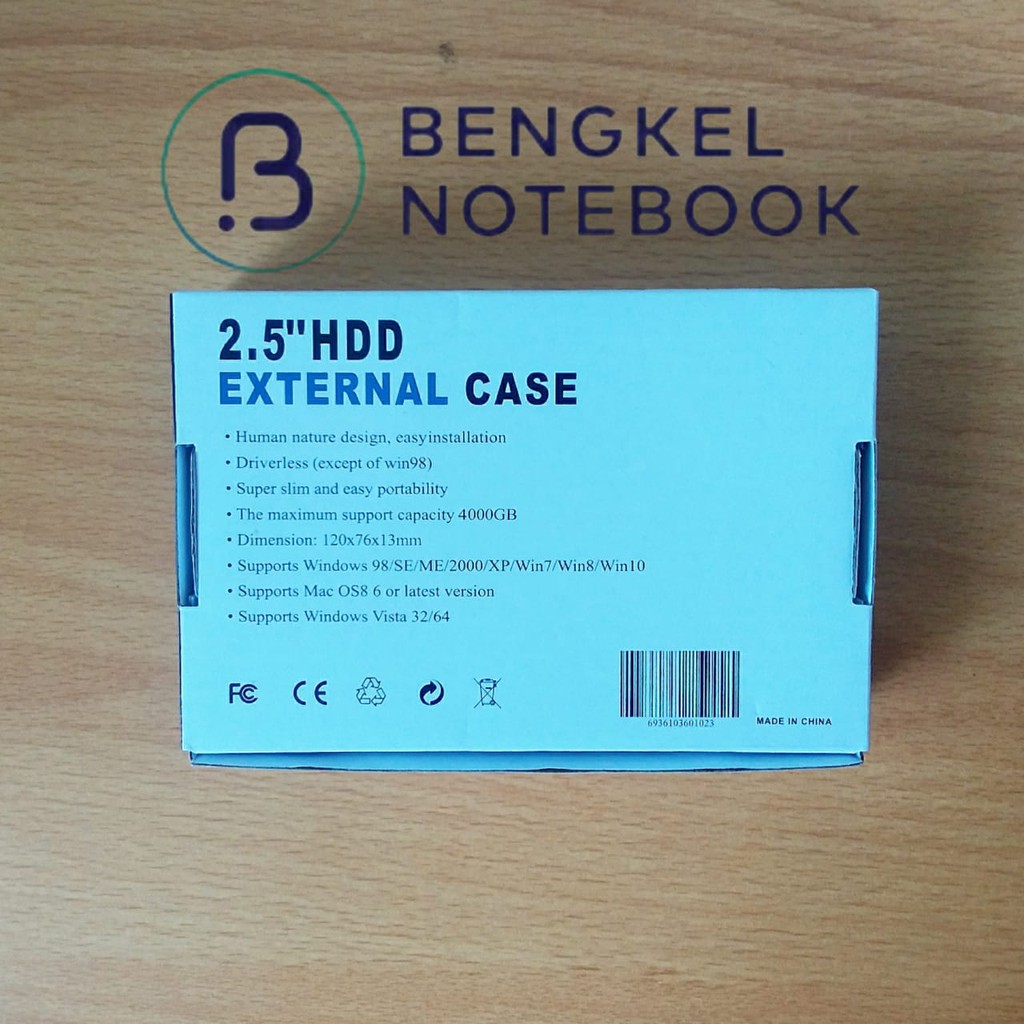 BENGKEL
NOTEBOOK
2.5"HDD
EXTERNAL CASE
• Human nature design, easyinstallation
• Driverless (except of win98)
• Super slim and easy portability
• The maximum support capacity 4000GB
• Dimension: 120x76x13mm
• Supports Windows 98/SE/ME/2000/XP/Win7/Win8/Win10
• Supports Mac OS8 6 or latest version
• Supports Windows Vista 32/64
FC CE
6936103601023
MADE IN CHINA